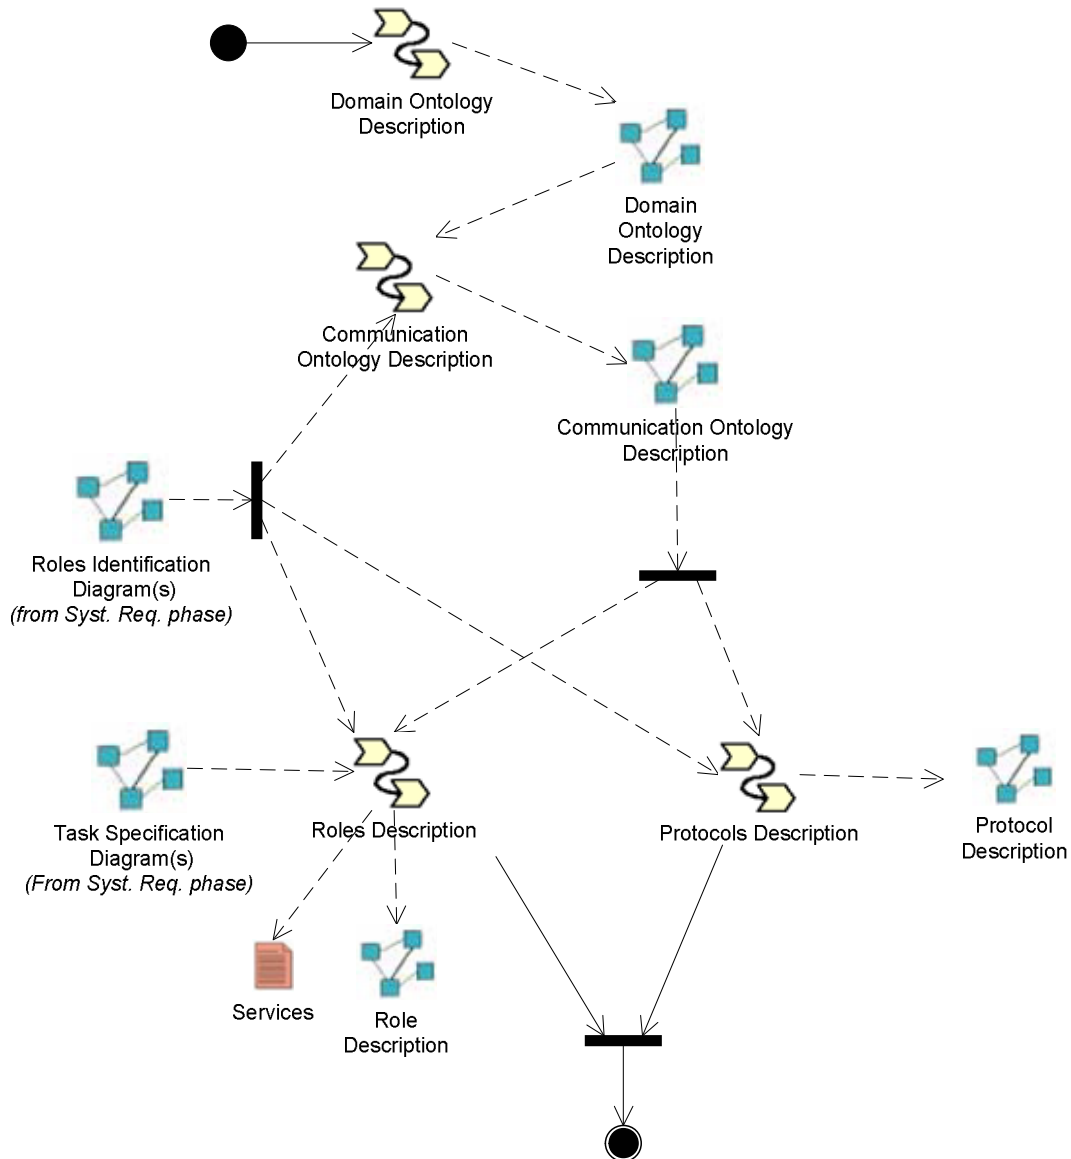 Domain Ontology
Description
Domain
Ontology
Description
Communication
Ontology Description
Communication Ontology
Description
Roles Identification
Diagram(s)
(from Syst. Req. phase)
Task Specification
Diagram(s)
(From Syst. Req. phase)
Roles Description
Protocols Description
Protocol
Description
Services
Role
Description